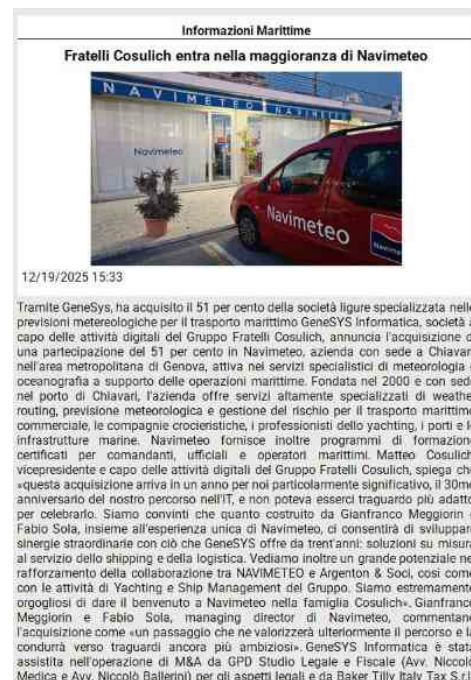 Informazioni Marittime
Fratelli Cosulich entra nella maggioranza di Navimeteo
NAVIMETEO NAVIMETEO
Navimeteo
Navimeteo
12/19/2025 15:33
Tramite GeneSys, ha acquisito il 51 per cento della società ligure specializzata nelle
previsioni metereologiche per il trasporto marittimo GeneSYS Informatica, società a
capo delle attività digitali del Gruppo Fratelli Cosulich, annuncia l'acquisizione di
una partecipazione del 51 per cento in Navimeteo, azienda con sede a Chiavari
nell'area metropolitana di Genova, attiva nei servizi specialistici di meteorologia e
oceanografia a supporto delle operazioni marittime. Fondata nel 2000 e con sede
nel porto di Chiavari, l'azienda offre servizi altamente specializzati di weather
routing, previsione meteorologica e gestione del rischio per il trasporto marittimo
commerciale, le compagnie crocieristiche, i professionisti dello yachting, i porti e le
infrastrutture marine. Navimeteo fornisce inoltre programmi di formazione
certificati per comandanti, ufficiali e operatori marittimi. Matteo Cosulich,
vicepresidente e capo delle attività digitali del Gruppo Fratelli Cosulich, spiega che
«questa acquisizione arriva in un anno per noi particolarmente significativo, il 30mo
anniversario del nostro percorso nell'IT, e non poteva esserci traguardo più adatto
per celebrarlo. Siamo convinti che quanto costruito da Gianfranco Meggiorin e
Fabio Sola, insieme all'esperienza unica di Navimeteo, ci consentirà di sviluppare
sinergie straordinarie con ciò che GeneSYS offre da trent'anni: soluzioni su misura
al servizio dello shipping e della logistica. Vediamo inoltre un grande potenziale nel
rafforzamento della collaborazione tra NAVIMETEO e Argenton & Soci, così come
con le attività di Yachting e Ship Management del Gruppo. Siamo estremamente
orgogliosi di dare il benvenuto a Navimeteo nella famiglia Cosulich». Gianfranco
Meggiorin e Fabio Sola, managing director di Navimeteo, commentano
l'acquisizione come «un passaggio che ne valorizzerà ulteriormente il percorso e la
condurrà verso traguardi ancora più ambiziosi». GeneSYS Informatica è stata
assistita nell'operazione di M&A da GPD Studio Legale e Fiscale (Avv. Niccolò
Medica e Avv. Niccolò Ballerini) per gli aspetti legali e da Baker Tilly Italy Tax S.r.l.